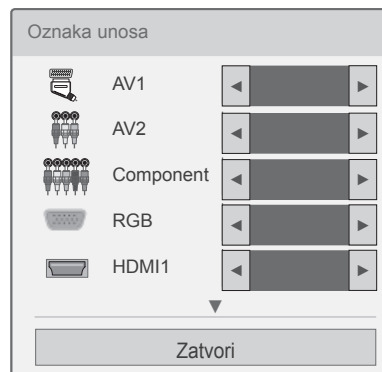 Oznaka unosa
AV1
AV2
Component
RGB
HDMI1
Zatvori